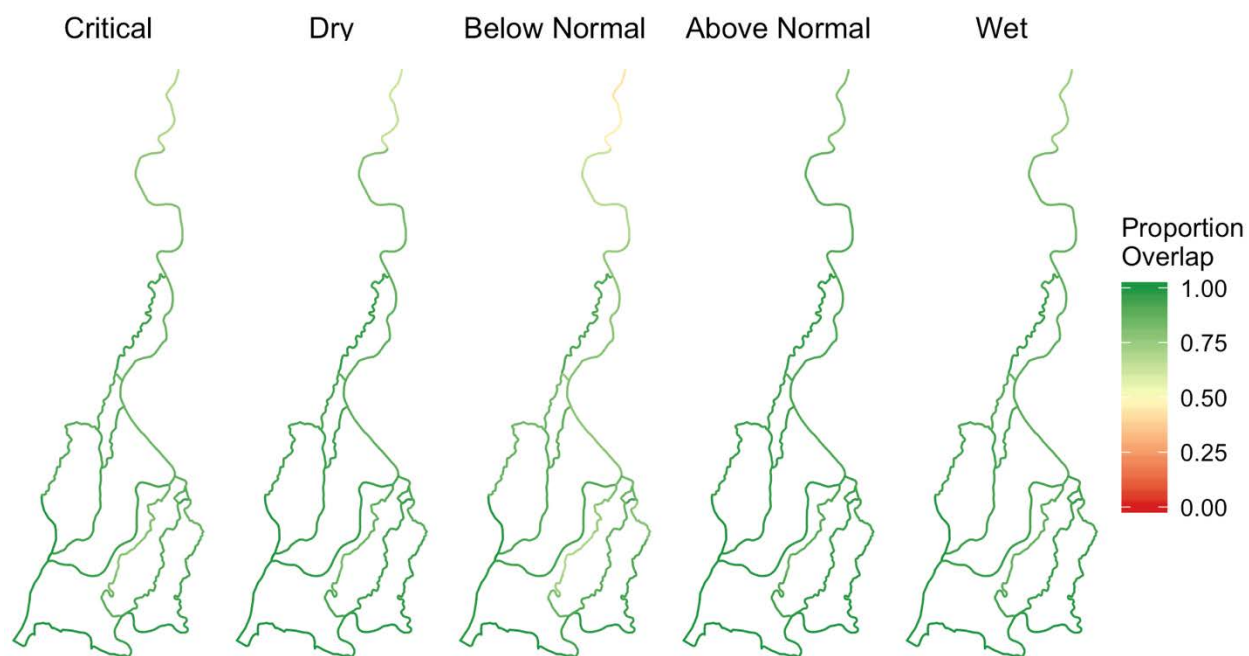 Critical
Dry
Below Normal
Above Normal
Wet
Proportion
Overlap
1.00
0.75
0.50
0.25
0.00